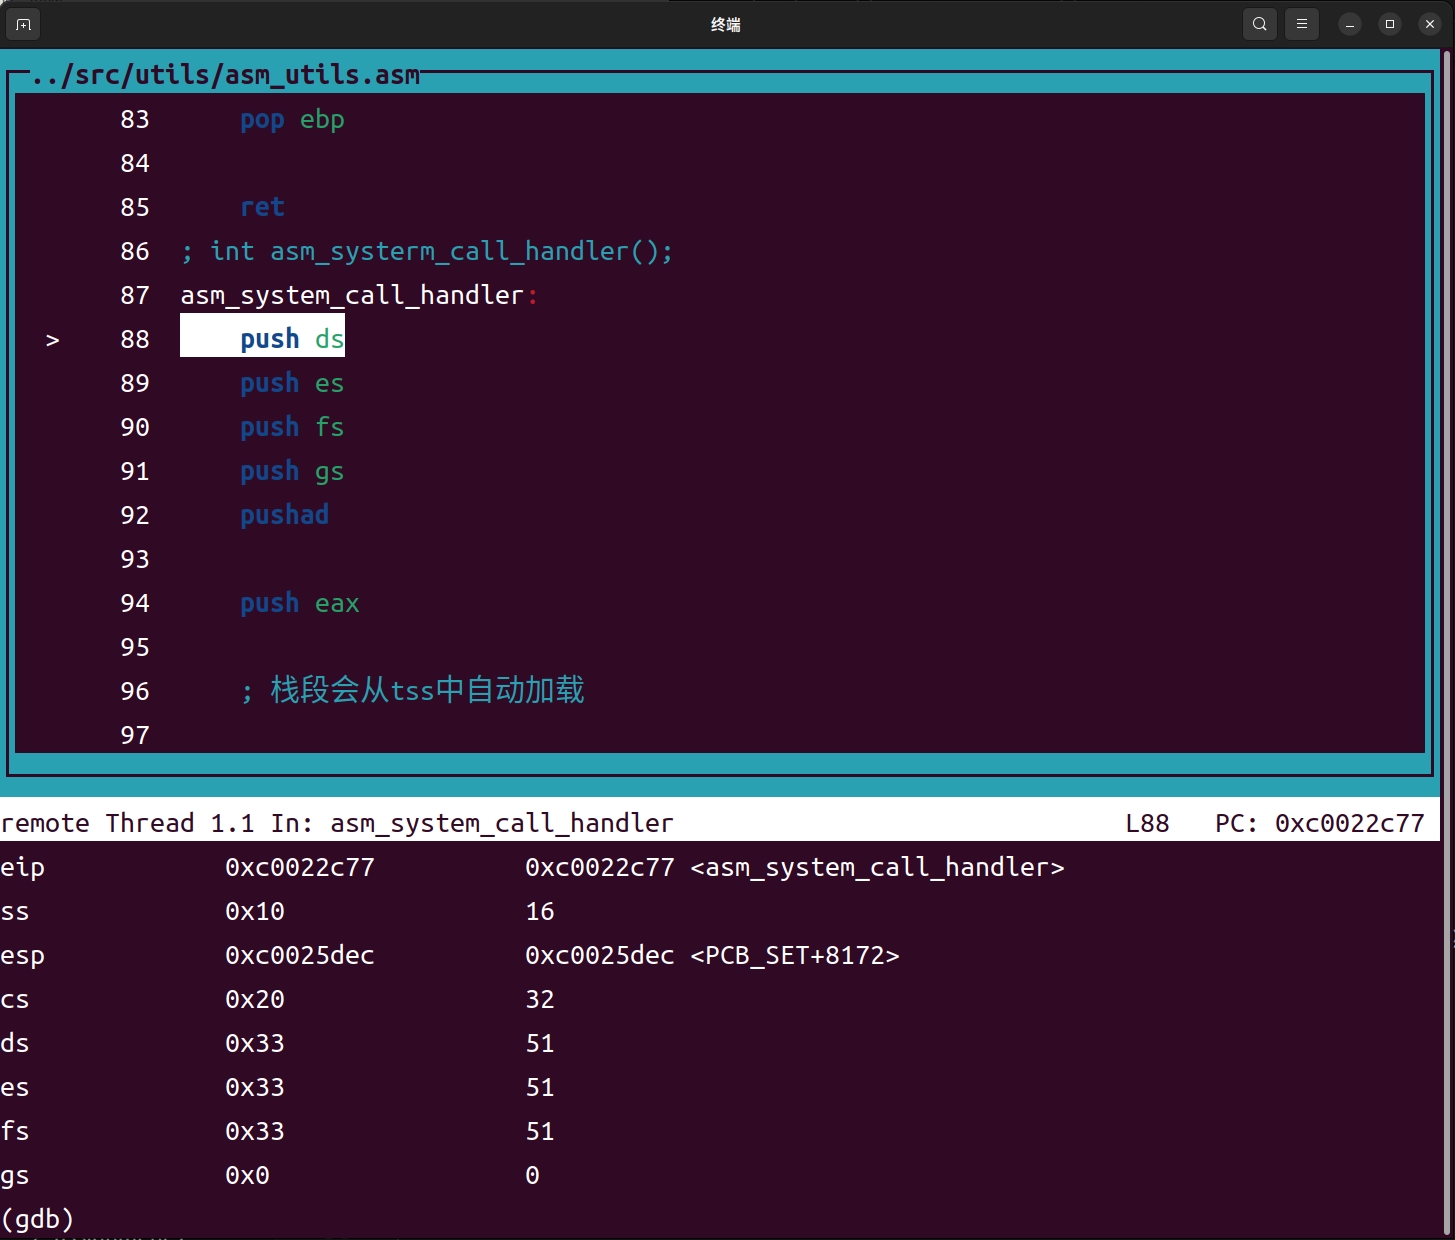 终端
../src/utils/asm_utils.asm
83 pop ebp
84
85 ret
86 ; int asm_systerm_call_handler();
87 asm_system_call_handler:
> 88 push ds
89 push es
90 push fs
91 push gs
92 pushad
93
94 push eax
95
96 ; 栈段会从tss中自动加载
97
remote Thread 1.1 In: asm_system_call_handler L88 PC: 0xc0022c77
eip 0xc0022c77 0xc0022c77 <asm_system_call_handler>
ss 0x10 16
esp 0xc0025dec 0xc0025dec <PCB_SET+8172>
cs 0x20 32
ds 0x33 51
es 0x33 51
fs 0x33 51
gs 0x0 0
(gdb)